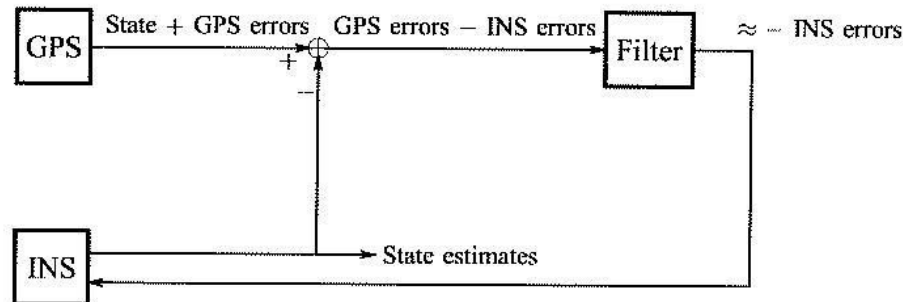 State + GPS errors
GPS errors − INS errors
≈ − INS errors
GPS
+
Filter
−
INS
State estimates